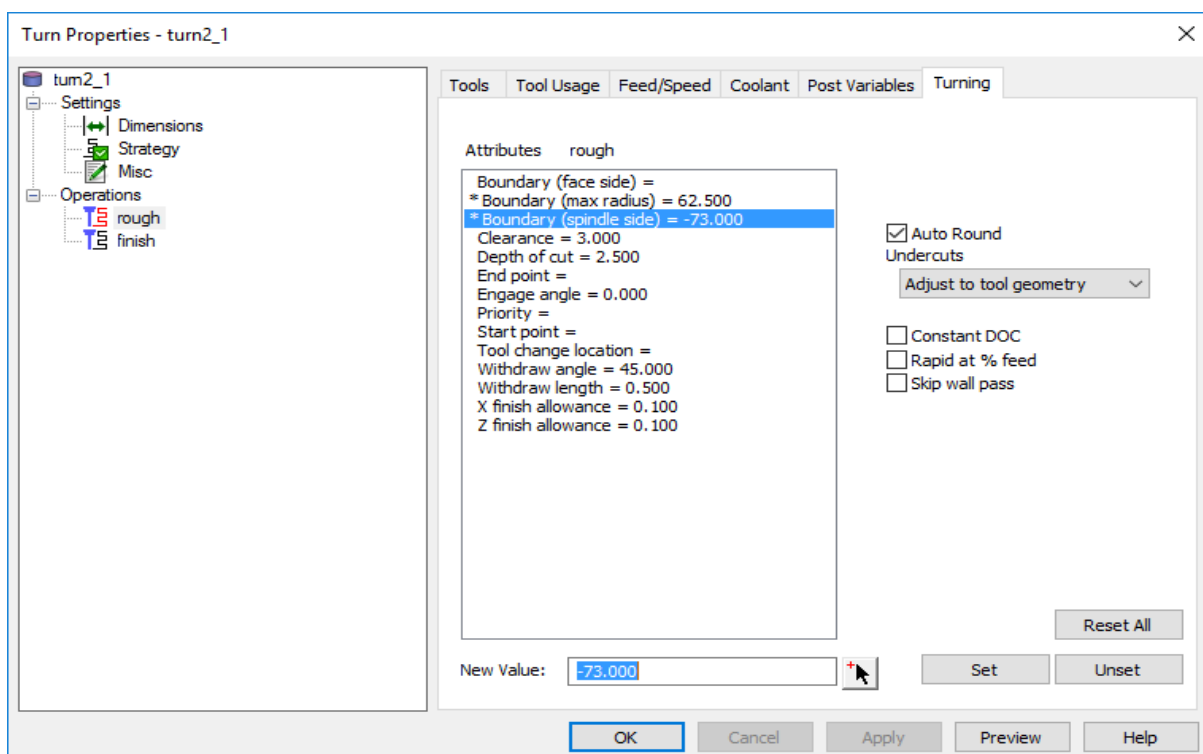 Turn Properties - turn2_1
turn2_1
Settings
Dimensions
Strategy
Misc
Operations
rough
finish
Tools Tool Usage Feed/Speed Coolant Post Variables Turning
Attributes rough
Boundary (face side) =
* Boundary (max radius) = 62.500
* Boundary (spindle side) = -73.000
Clearance = 3.000
Depth of cut = 2.500
End point =
Engage angle = 0.000
Priority =
Start point =
Tool change location =
Withdraw angle = 45.000
Withdraw length = 0.500
X finish allowance = 0.100
Z finish allowance = 0.100
Auto Round
Undercuts
Adjust to tool geometry
Constant DOC
Rapid at % feed
Skip wall pass
Reset All
New Value: -73.000 Set Unset
OK Cancel Apply Preview Help